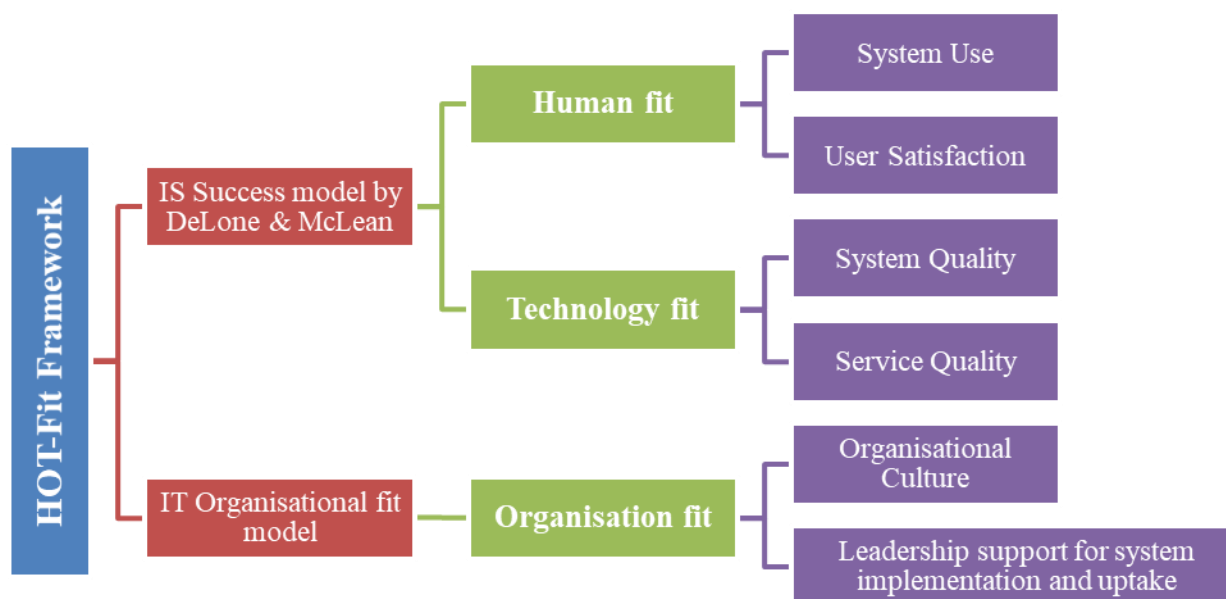 HOT-Fit Framework
IS Success model by
DeLone & McLean
IT Organisational fit
model
Human fit
Technology fit
Organisation fit
System Use
User Satisfaction
System Quality
Service Quality
Organisational
Culture
Leadership support for system
implementation and uptake